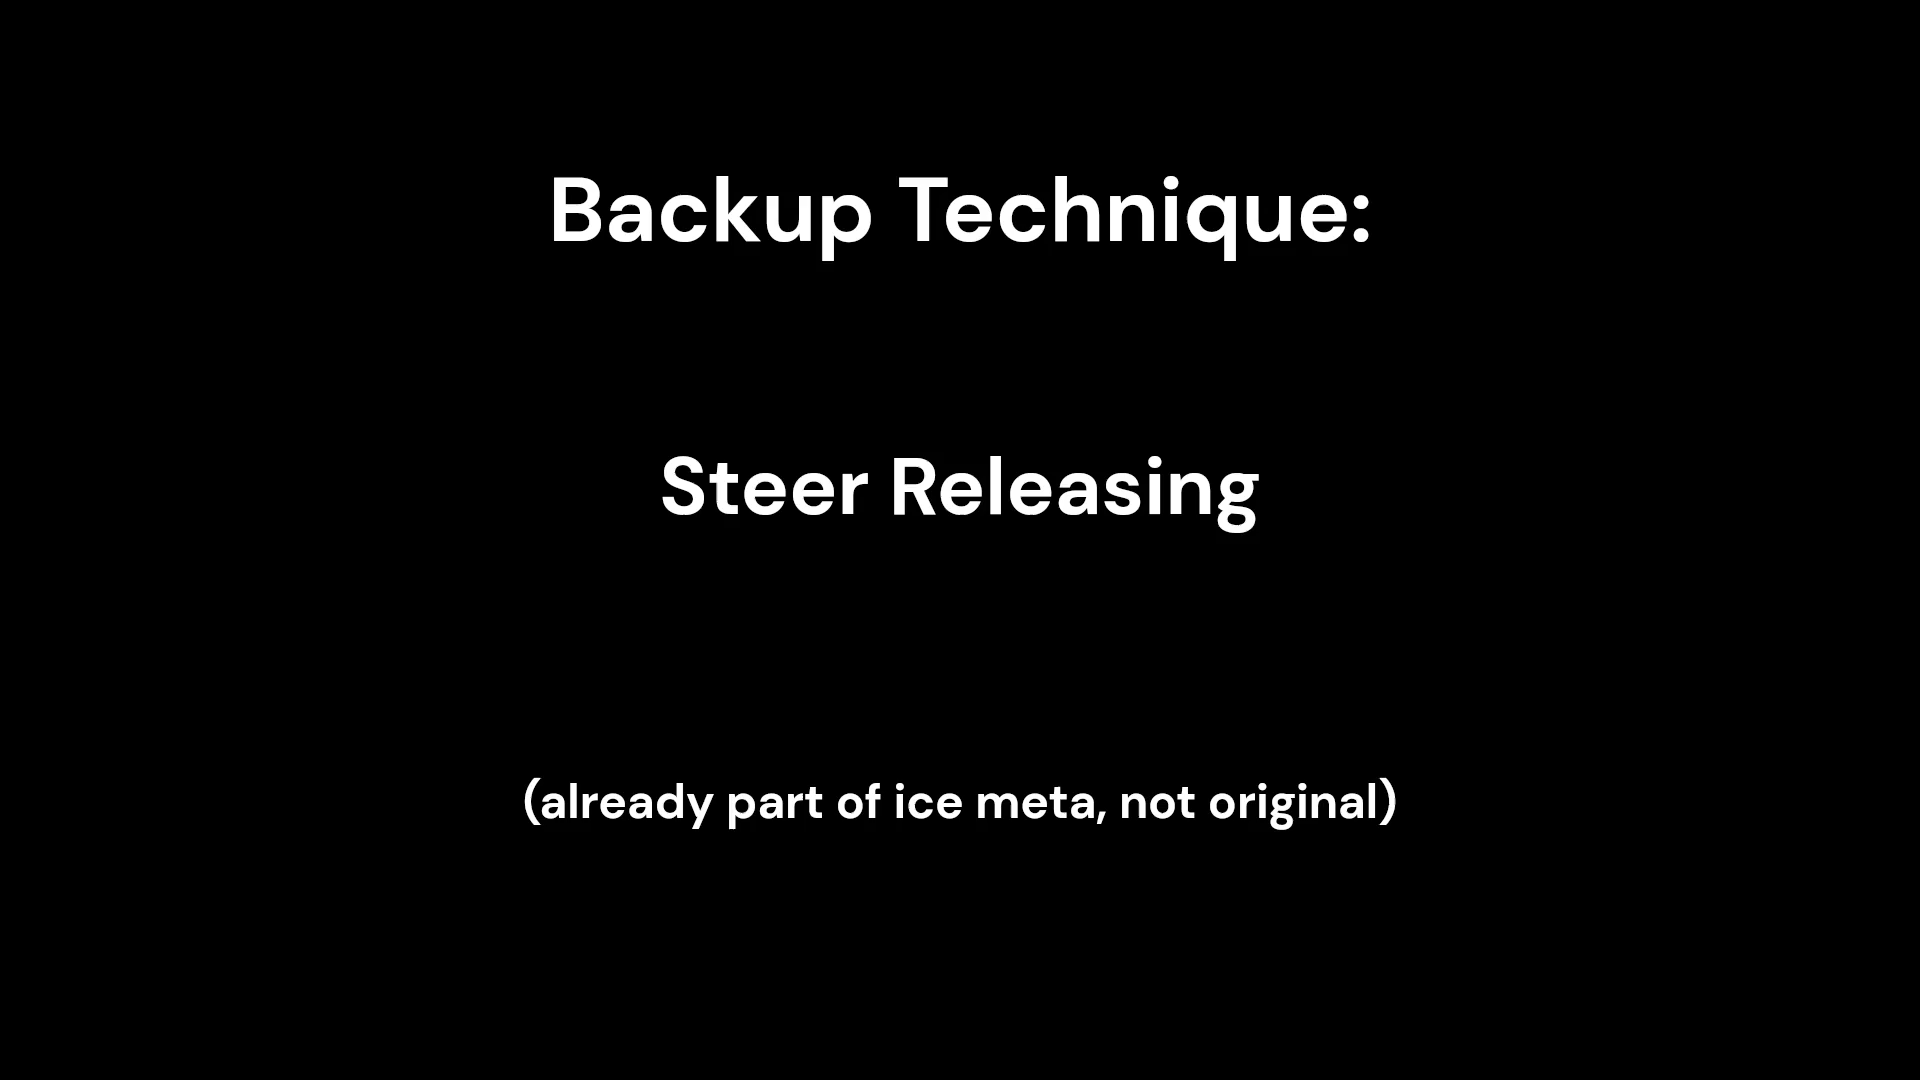 Backup Technique:
Steer Releasing
(already part of ice meta, not original)